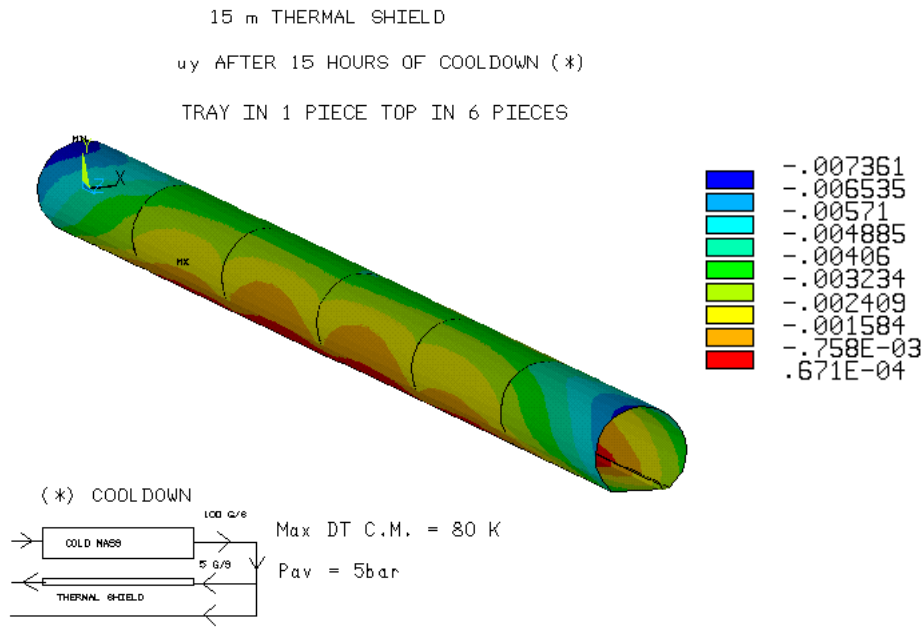 15 m THERMAL SHIELD
uy AFTER 15 HOURS OF COOLDOWN (*)
TRAY IN 1 PIECE TOP IN 6 PIECES
MN
Y
X
Z
MX
-.007361
-.006535
-.00571
-.004885
-.00406
-.003234
-.002409
-.001584
-.758E-03
.671E-04
(*) COOLDOWN
100 G/S
COLD MASS
Max DT C.M. = 80 K
5 G/S
Pav = 5bar
THERMAL SHIELD